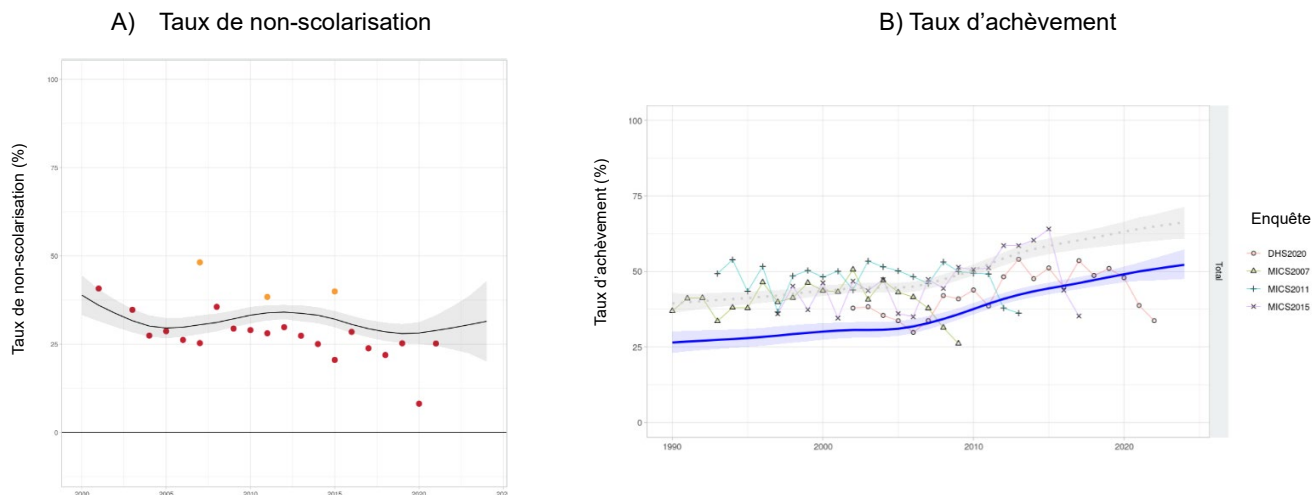 A) Taux de non-scolarisation
Taux de non-scolarisation (%)
100
75
50
25
0
2000
2005
2010
2015
2020
202
B) Taux d’achèvement
Taux d’achèvement (%)
100
75
50
25
0
1990
2000
2010
2020
Total
Enquête
DHS2020
MICS2007
MICS2011
MICS2015